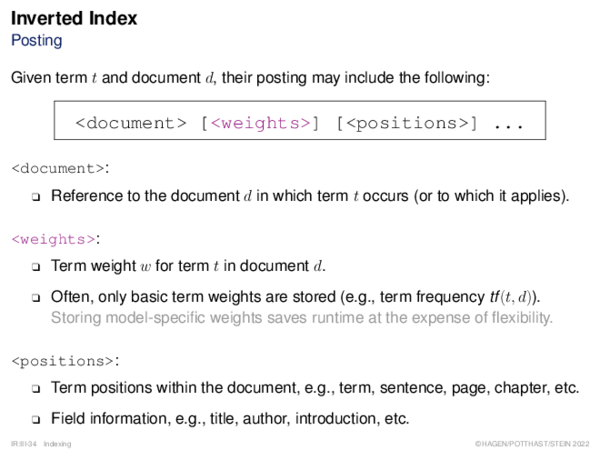 Inverted Index
Posting
Given term t and document d, their posting may include the following:
<document> [<weights>] [<positions>] ...
<document>:
❑ Reference to the document d in which term t occurs (or to which it applies).
<weights>:
❑ Term weight w for term t in document d.
❑ Often, only basic term weights are stored (e.g., term frequency tf(t, d)).
Storing model-specific weights saves runtime at the expense of flexibility.
<positions>:
❑ Term positions within the document, e.g., term, sentence, page, chapter, etc.
❑ Field information, e.g., title, author, introduction, etc.
IR:III-34 Indexing ©HAGEN/POTTHAST/STEIN 2022